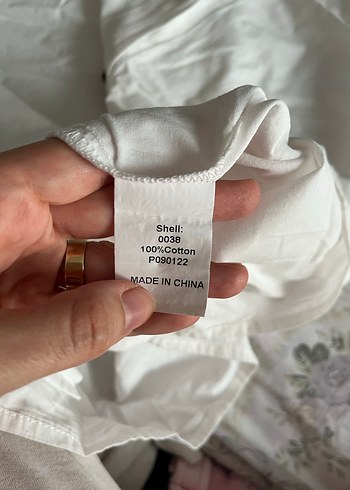 Shell:
0038
100%Cotton
P090122
MADE IN CHINA